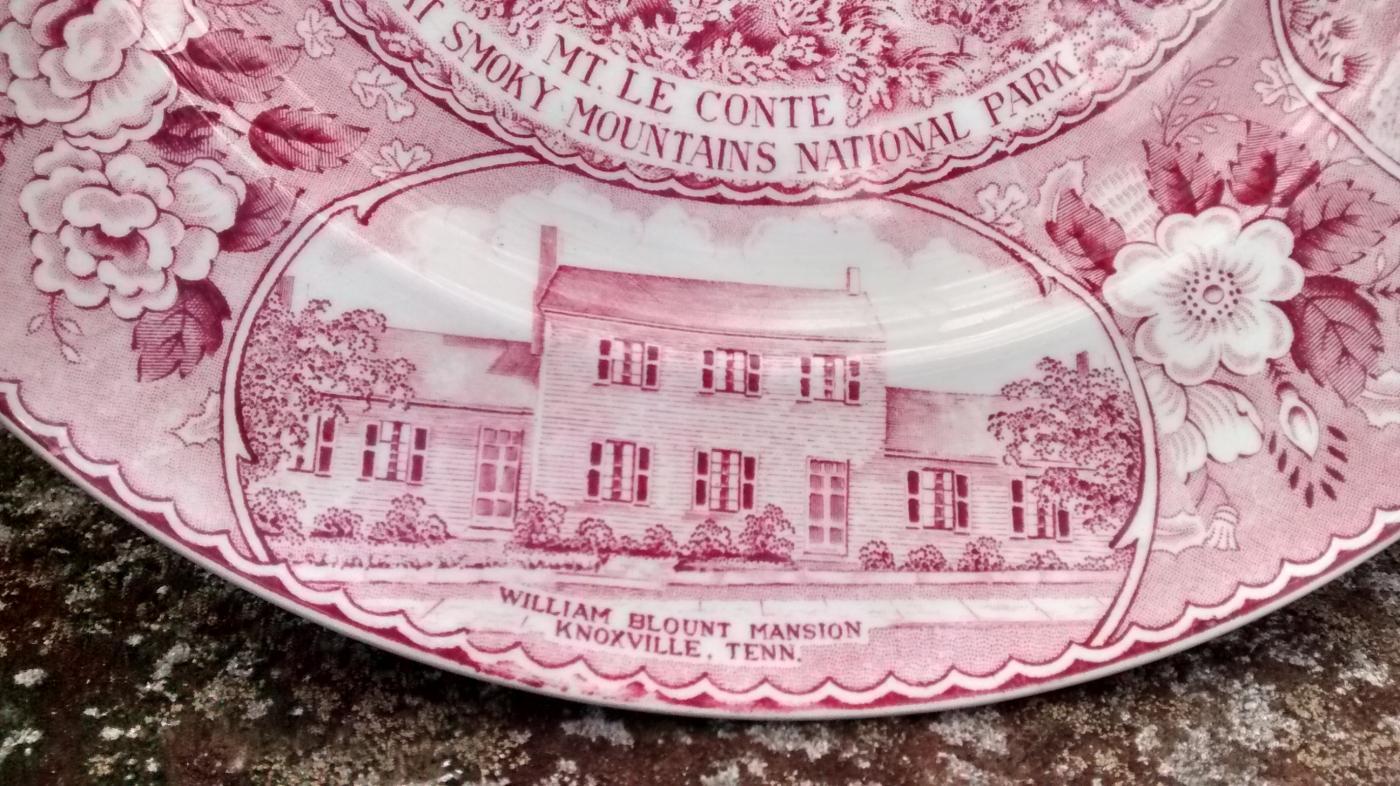 MT. LE CONTE
SMOKY MOUNTAINS NATIONAL PARK
WILLIAM BLOUNT MANSION
KNOXVILLE, TENN.